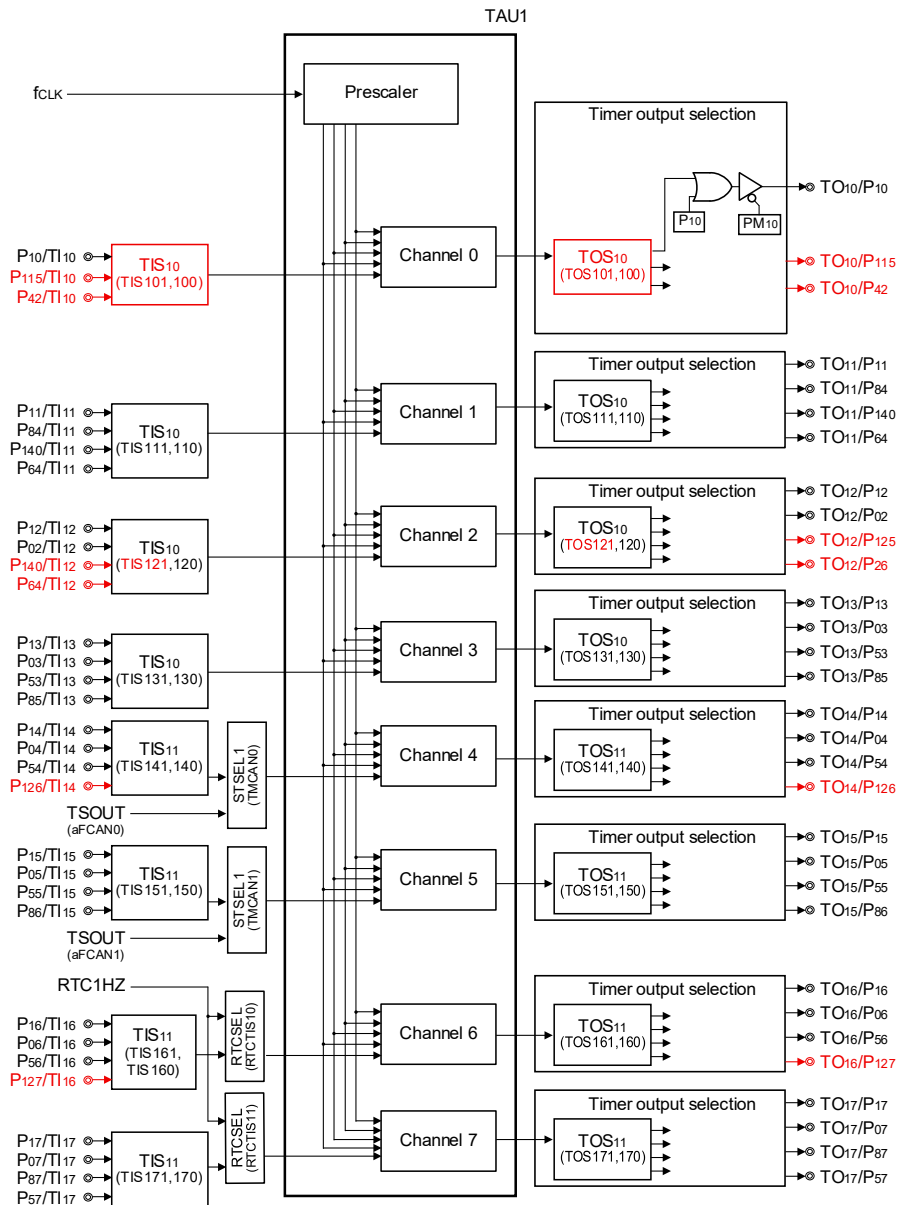 TAU1
fCLK
Prescaler
Timer output selection
TO10/P10
P10
PM10
P10/TI10
P115/TI10
P42/TI10
TIS10
(TIS101,100)
Channel 0
TOS10
(TOS101,100)
TO10/P115
TO10/P42
P11/TI11
P84/TI11
P140/TI11
P64/TI11
TIS10
(TIS111,110)
Channel 1
Timer output selection
TOS10
(TOS111,110)
TO11/P11
TO11/P84
TO11/P140
TO11/P64
P12/TI12
P02/TI12
P140/TI12
P64/TI12
TIS10
(TIS121,120)
Channel 2
Timer output selection
TOS10
(TOS121,120)
TO12/P12
TO12/P02
TO12/P125
TO12/P26
P13/TI13
P03/TI13
P53/TI13
P85/TI13
TIS10
(TIS131,130)
Channel 3
Timer output selection
TOS10
(TOS131,130)
TO13/P13
TO13/P03
TO13/P53
TO13/P85
P14/TI14
P04/TI14
P54/TI14
P126/TI14
TIS11
(TIS141,140)
TSOUT
(aFCAN0)
STSEL1
(TMCAN0)
Channel 4
Timer output selection
TOS11
(TOS141,140)
TO14/P14
TO14/P04
TO14/P54
TO14/P126
P15/TI15
P05/TI15
P55/TI15
P86/TI15
TIS11
(TIS151,150)
TSOUT
(aFCAN1)
STSEL1
(TMCAN1)
Channel 5
Timer output selection
TOS11
(TOS151,150)
TO15/P15
TO15/P05
TO15/P55
TO15/P86
RTC1HZ
P16/TI16
P06/TI16
P56/TI16
P127/TI16
TIS11
(TIS161,
TIS160)
RTCSEL
(RTCTIS10)
Channel 6
Timer output selection
TOS11
(TOS161,160)
TO16/P16
TO16/P06
TO16/P56
TO16/P127
P17/TI17
P07/TI17
P87/TI17
P57/TI17
TIS11
(TIS171,170)
RTCSEL
(RTCTIS11)
Channel 7
Timer output selection
TOS11
(TOS171,170)
TO17/P17
TO17/P07
TO17/P87
TO17/P57